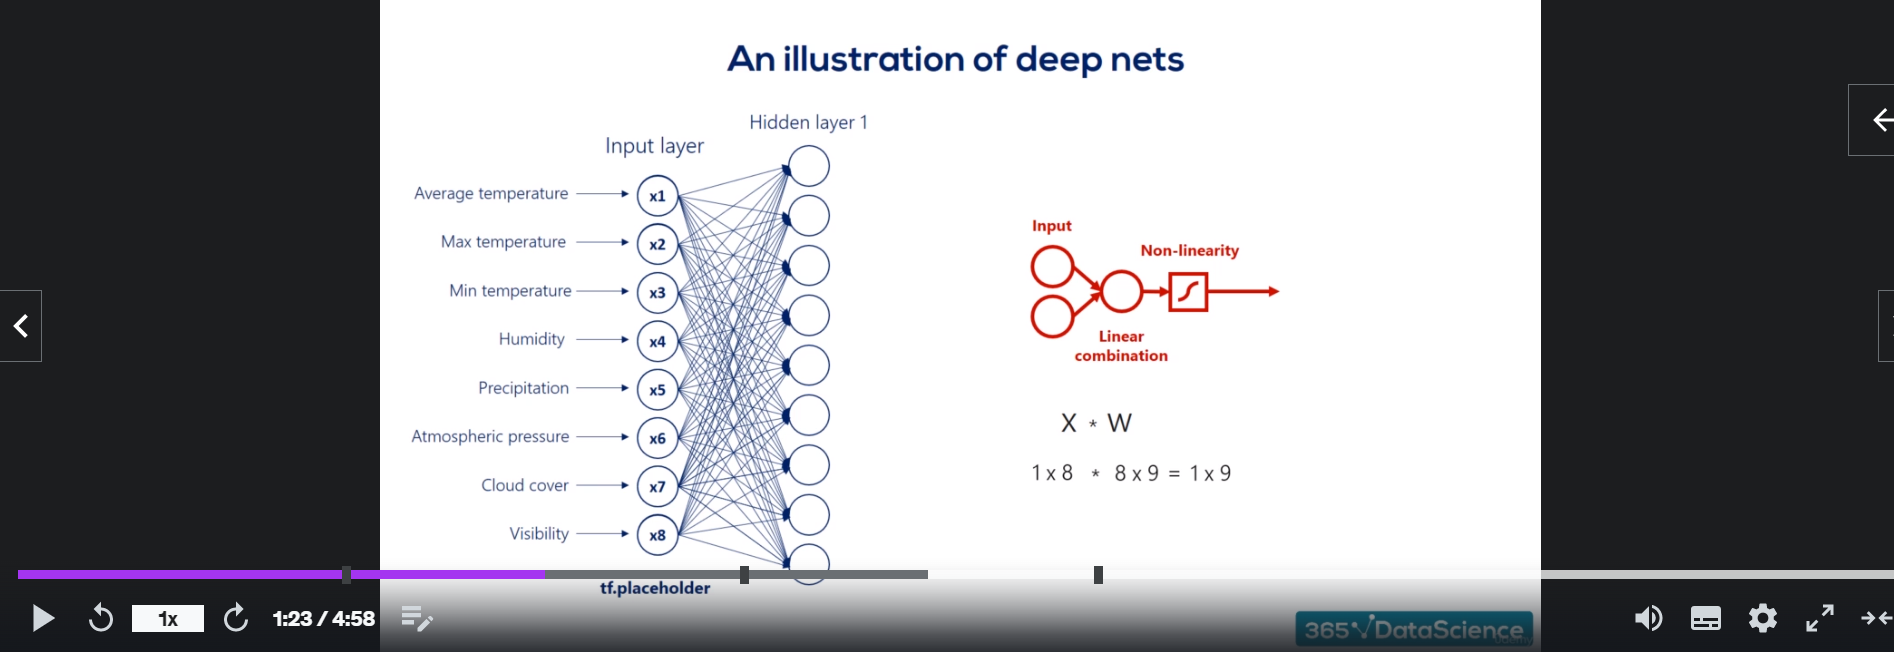 An illustration of deep nets
Hidden layer 1
Input layer
Average temperature
x1
Max temperature
x2
Min temperature
x3
Humidity
x4
Precipitation
x5
Atmospheric pressure
x6
Cloud cover
x7
Visibility
x8
tf.placeholder
Input
Non-linearity
Linear
combination
X * W
1 x 8 * 8 x 9 = 1 x 9
1x
1:23 / 4:58
365 DataScience